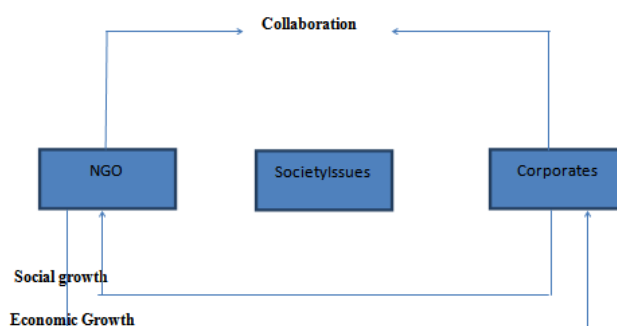 Collaboration
NGO
SocietyIssues
Corporates
Social growth
Economic Growth